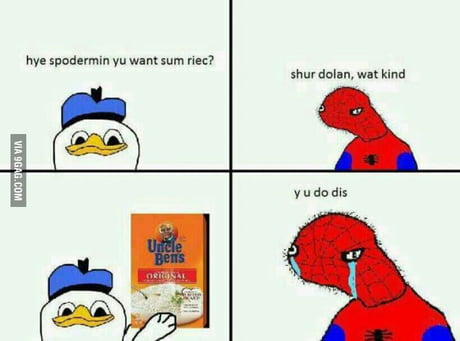 hye spodermin yu want sum riec?
shur dolan, wat kind
Uncle
Ben's
ORIGINAL
y u do dis
VIA 9GAG.COM